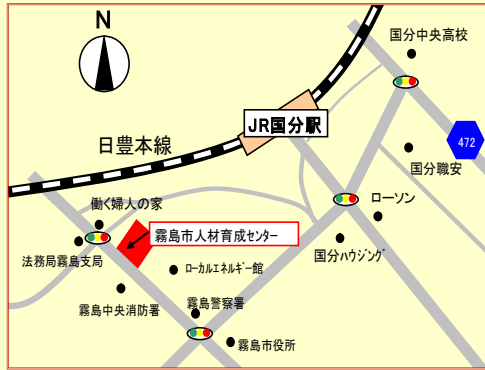 N
国分中央高校
JR国分駅
472
日豊本線
国分職安
働く婦人の家
ローソン
霧島市人材育成センター
国分ハウジング
法務局霧島支局
ローカルエネルギー館
霧島中央消防署
霧島警察署
霧島市役所